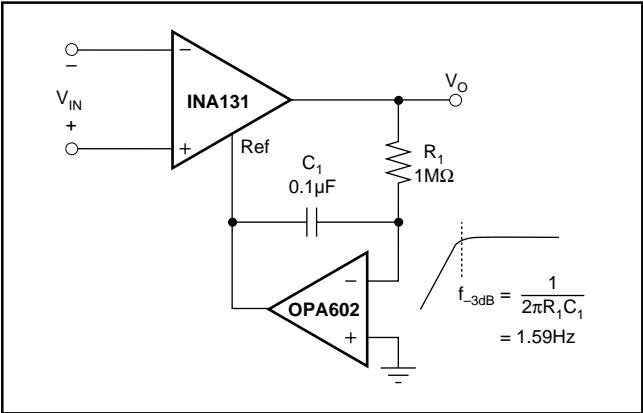 −
INA131
+
Ref
V_IN
−
+
V_O
R_1
1MΩ
C_1
0.1µF
−
OPA602
+
f_−3dB = 1 / 2πR_1C_1
= 1.59Hz